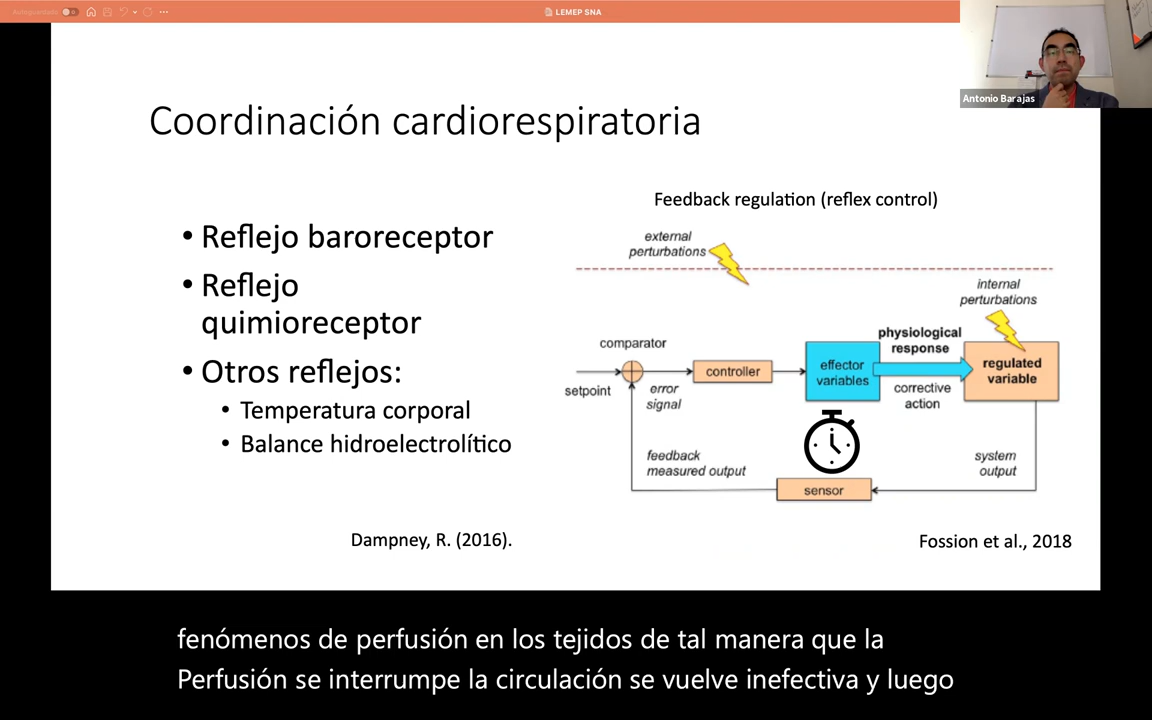 Autoguardado
LEMEP SNA
Antonio Barajas
Coordinación cardiorespiratoria
• Reflejo baroreceptor
• Reflejo
quimioreceptor
• Otros reflejos:
• Temperatura corporal
• Balance hidroelectrolítico
Dampney, R. (2016).
Feedback regulation (reflex control)
external
perturbations
internal
perturbations
comparator
setpoint
error
signal
controller
effector
variables
physiological
response
corrective
action
regulated
variable
feedback
measured output
sensor
system
output
Fossion et al., 2018
fenómenos de perfusión en los tejidos de tal manera que la
Perfusión se interrumpe la circulación se vuelve inefectiva y luego